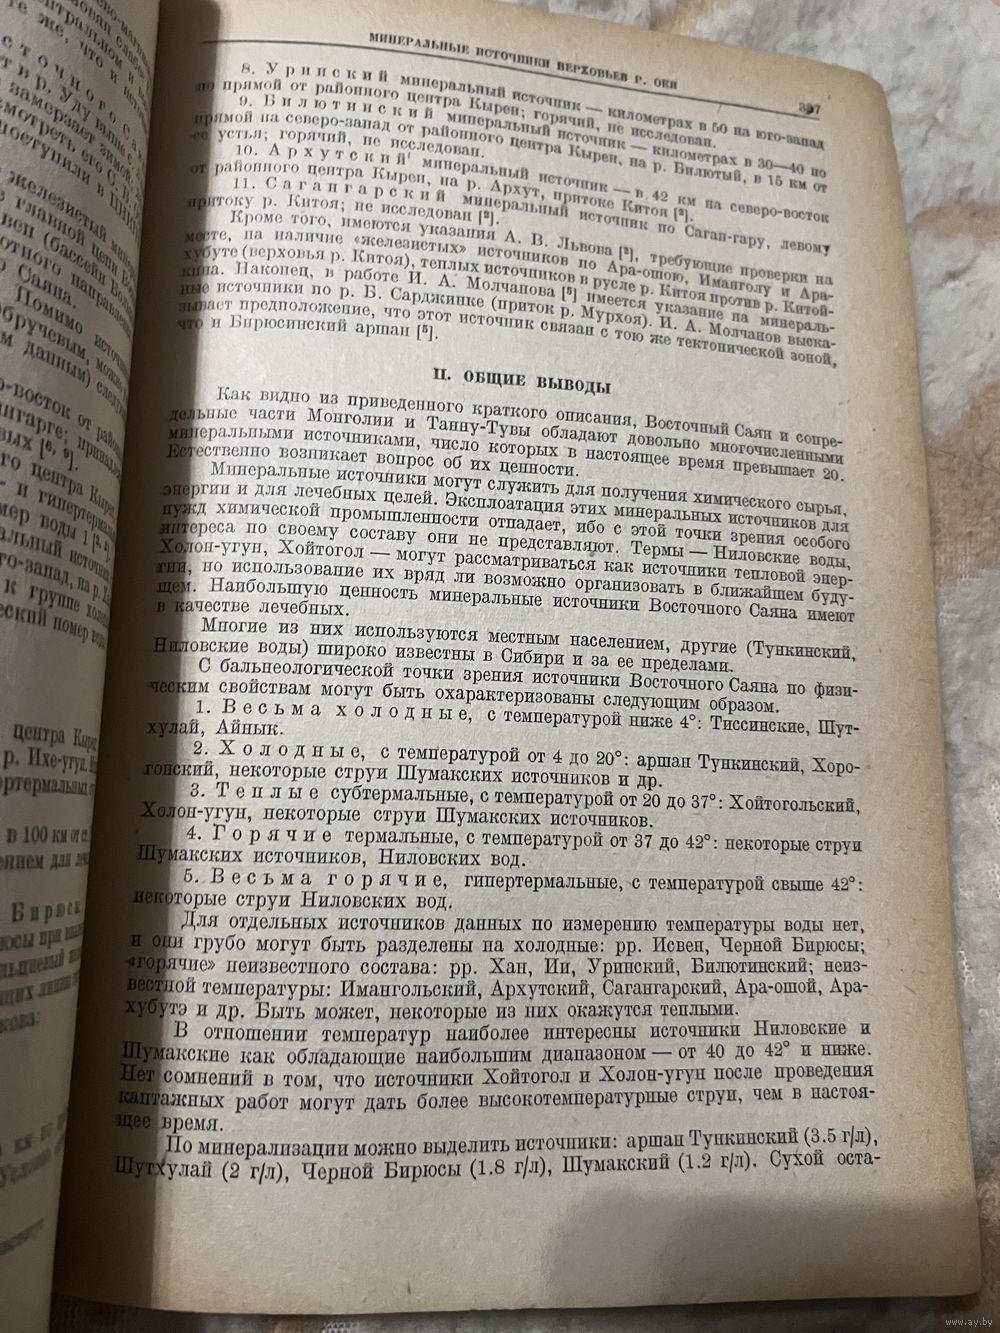 МИНЕРАЛЬНЫЕ ИСТОЧНИКИ ВЕРХОВЬЕВ Р. ОКИ
397
8. Уринский минеральный источник — километрах в 50 на юго-запад
по прямой от районного центра Кырен; горячий, не исследован.
9. Билютинский минеральный источник — километрах в 30—40 по
прямой на северо-запад от районного центра Кырен, на р. Билютый, в 15 км от
ее устья; горячий, не исследован.
10. Архутский минеральный источник — в 42 км на северо-восток
от районного центра Кырен, на р. Архут, притоке Китоя [²].
11. Сагангарский минеральный источник по Саган-гару, левому
притоку р. Китоя; не исследован [²].
Кроме того, имеются указания А. В. Львова [²], требующие проверки на
месте, на наличие «железистых» источников по Ара-ошою, Иманголу и Ара-
хубуте (верховья р. Китоя), теплых источников в русле р. Китоя против р. Китой-
кина. Наконец, в работе И. А. Молчанова [⁵] имеется указание на минераль-
ные источники по р. Б. Сарджинке (приток р. Мурхоя). И. А. Молчанов выска-
зывает предположение, что этот источник связан с тою же тектонической зоной,
что и Бирюсинский аршан [⁵].
II. ОБЩИЕ ВЫВОДЫ
Как видно из приведенного краткого описания, Восточный Саян и сопре-
дельные части Монголии и Танну-Тувы обладают довольно многочисленными
минеральными источниками, число которых в настоящее время превышает 20.
Естественно возникает вопрос об их ценности.
Минеральные источники могут служить для получения химического сырья,
энергии и для лечебных целей. Эксплоатация этих минеральных источников для
нужд химической промышленности отпадает, ибо с этой точки зрения особого
интереса по своему составу они не представляют. Термы — Ниловские воды,
Холон-угун, Хойтогол — могут рассматриваться как источники тепловой энер-
гии, но использование их вряд ли возможно организовать в ближайшем буду-
щем. Наибольшую ценность минеральные источники Восточного Саяна имеют
в качестве лечебных.
Многие из них используются местным населением, другие (Тункинский,
Ниловские воды) широко известны в Сибири и за ее пределами.
С бальнеологической точки зрения источники Восточного Саяна по физи-
ческим свойствам могут быть охарактеризованы следующим образом.
1. Весьма холодные, с температурой ниже 4°: Тиссинские, Шут-
хулай, Айнык.
2. Холодные, с температурой от 4 до 20°: аршан Тункинский, Хоро-
гонский, некоторые струи Шумакских источников и др.
3. Теплые субтермальные, с температурой от 20 до 37°: Хойтогольский,
Холон-угун, некоторые струи Шумакских источников.
4. Горячие термальные, с температурой от 37 до 42°: некоторые струи
Шумакских источников, Ниловских вод.
5. Весьма горячие, гипертермальные, с температурой свыше 42°:
некоторые струи Ниловских вод.
Для отдельных источников данных по измерению температуры воды нет,
и они грубо могут быть разделены на холодные: рр. Исвен, Черной Бирюсы;
«горячие» неизвестного состава: рр. Хан, Ии, Уринский, Билютинский; неиз-
вестной температуры: Имангольский, Архутский, Сагангарский, Ара-ошой, Ара-
хубутэ и др. Быть может, некоторые из них окажутся теплыми.
В отношении температур наиболее интересны источники Ниловские и
Шумакские как обладающие наибольшим диапазоном — от 40 до 42° и ниже.
Нет сомнений в том, что источники Хойтогол и Холон-угун после проведения
каптажных работ могут дать более высокотемпературные струи, чем в настоя-
щее время.
По минерализации можно выделить источники: аршан Тункинский (3.5 г/л),
Шутхулай (2 г/л), Черной Бирюсы (1.8 г/л), Шумакский (1.2 г/л). Сухой оста-
www.ay.by